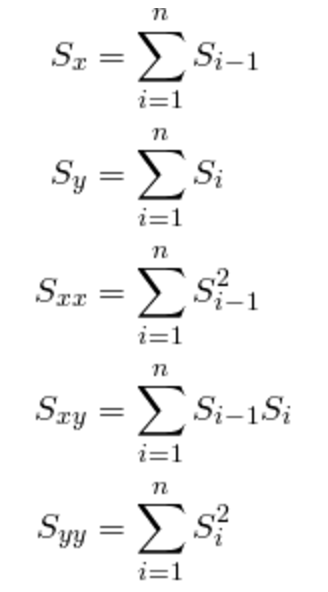 S_x = \sum_{i=1}^{n} S_{i-1}
S_y = \sum_{i=1}^{n} S_i
S_{xx} = \sum_{i=1}^{n} S_{i-1}^2
S_{xy} = \sum_{i=1}^{n} S_{i-1} S_i
S_{yy} = \sum_{i=1}^{n} S_i^2